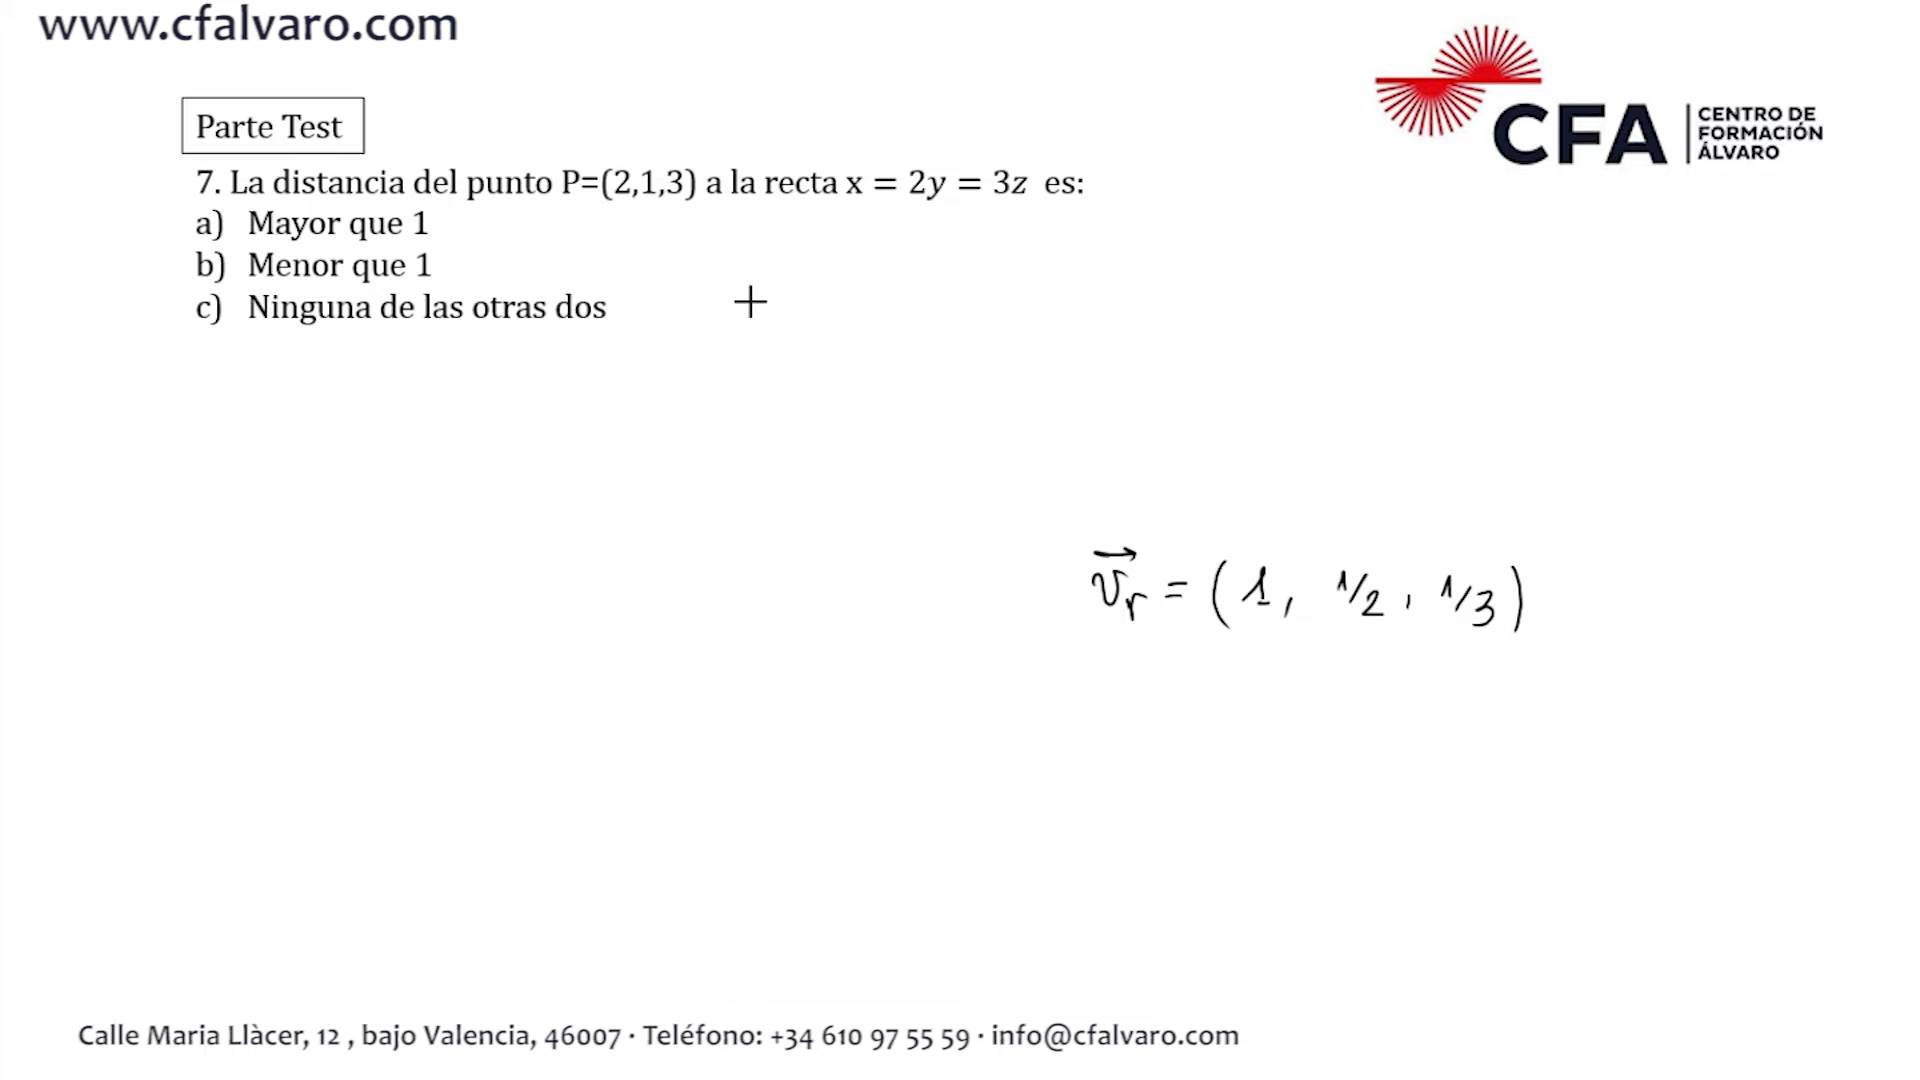 www.cfalvaro.com
CFA
CENTRO DE
FORMACIÓN
ÁLVARO
Parte Test
7. La distancia del punto P=(2,1,3) a la recta x = 2y = 3z es:
a) Mayor que 1
b) Menor que 1
c) Ninguna de las otras dos
v⃗r = (1, 1/2, 1/3)
Calle Maria Llàcer, 12 , bajo Valencia, 46007 · Teléfono: +34 610 97 55 59 · info@cfalvaro.com